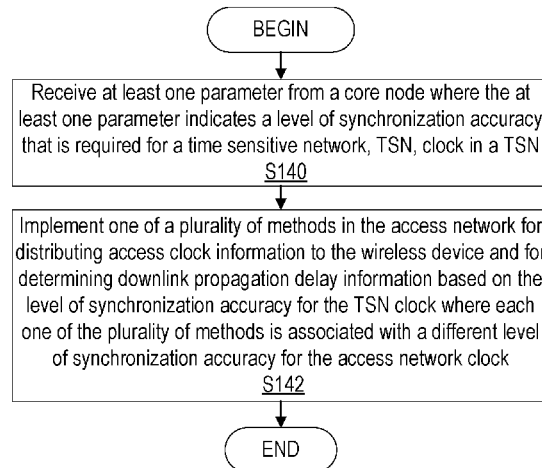 BEGIN
Receive at least one parameter from a core node where the at
least one parameter indicates a level of synchronization accuracy
that is required for a time sensitive network, TSN, clock in a TSN
S140
Implement one of a plurality of methods in the access network for
distributing access clock information to the wireless device and for
determining downlink propagation delay information based on the
level of synchronization accuracy for the TSN clock where each
one of the plurality of methods is associated with a different level
of synchronization accuracy for the access network clock
S142
END